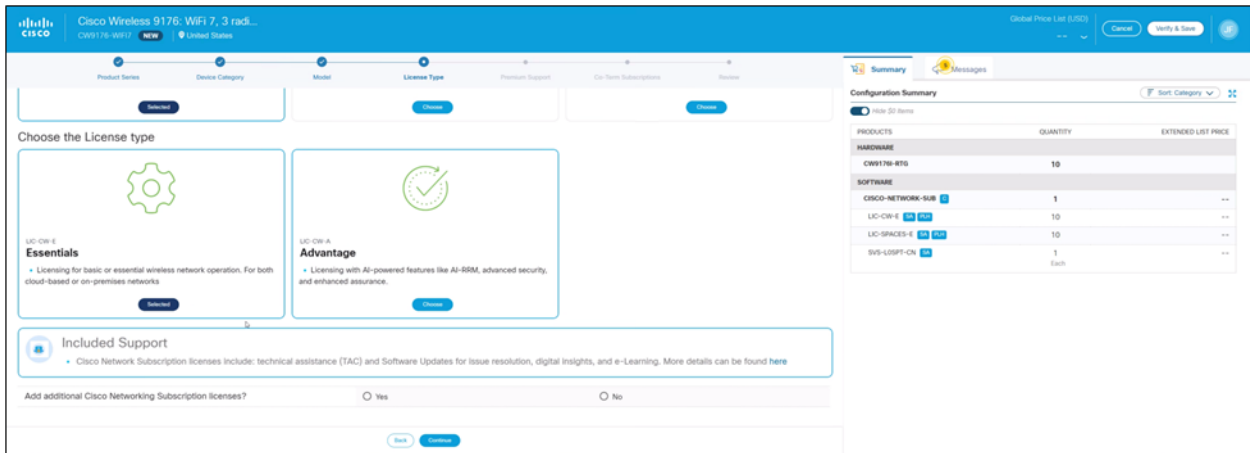 CISCO
Cisco Wireless 9176: WiFi 7, 3 radi...
CW9176-WIFI7 NEW United States
Global Price List (USD)
--
Cancel
Verify & Save
JF
Product Series
Device Category
Model
License Type
Premium Support
Co-Term Subscriptions
Review
Selected
Choose
Choose
Choose the License type
LIC-CW-E
Essentials
• Licensing for basic or essential wireless network operation. For both
cloud-based or on-premises networks
Selected
LIC-CW-A
Advantage
• Licensing with AI-powered features like AI-RRM, advanced security,
and enhanced assurance.
Choose
Included Support
• Cisco Network Subscription licenses include: technical assistance (TAC) and Software Updates for issue resolution, digital insights, and e-Learning. More details can be found here
Add additional Cisco Networking Subscription licenses?
Yes
No
Back
Continue
Summary
Messages
Configuration Summary
Sort: Category
Hide $0 items
PRODUCTS QUANTITY EXTENDED LIST PRICE
HARDWARE
CW9176I-RTG 10
SOFTWARE
CISCO-NETWORK-SUB C 1 --
LIC-CW-E SA PLH 10 --
LIC-SPACES-E SA PLH 10 --
SVS-L0SPT-CN SA 1 --
Each